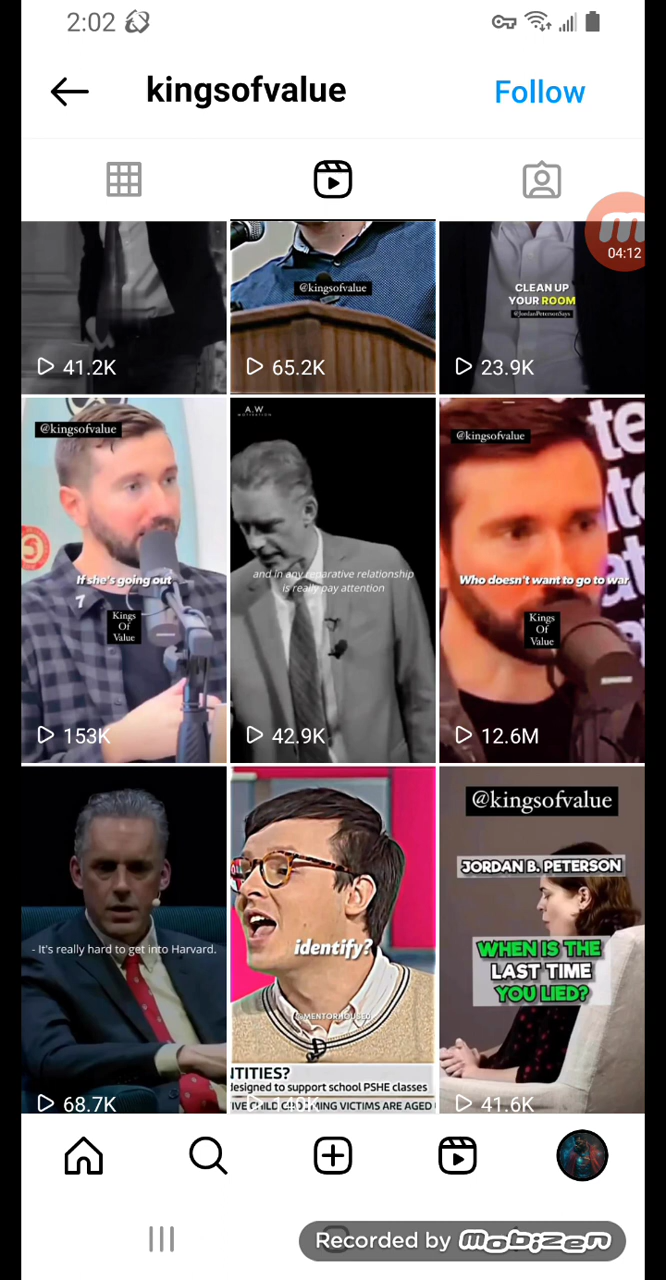 2:02
kingsofvalue
Follow
04:12
@kingsofvalue
CLEAN UP
YOUR ROOM
@JordanPetersonSays
41.2K
65.2K
23.9K
@kingsofvalue
If she's going out
Kings
Of
Value
153K
A.W
MOTIVATION
and in any reparative relationship
is really pay attention
42.9K
@kingsofvalue
Who doesn't want to go to war
Kings
Of
Value
12.6M
- It's really hard to get into Harvard.
68.7K
identify?
@MENTORHOUSED
NTITIES?
designed to support school PSHE classes
@kingsofvalue
JORDAN B. PETERSON
WHEN IS THE
LAST TIME
YOU LIED?
41.6K
Recorded by mobizen